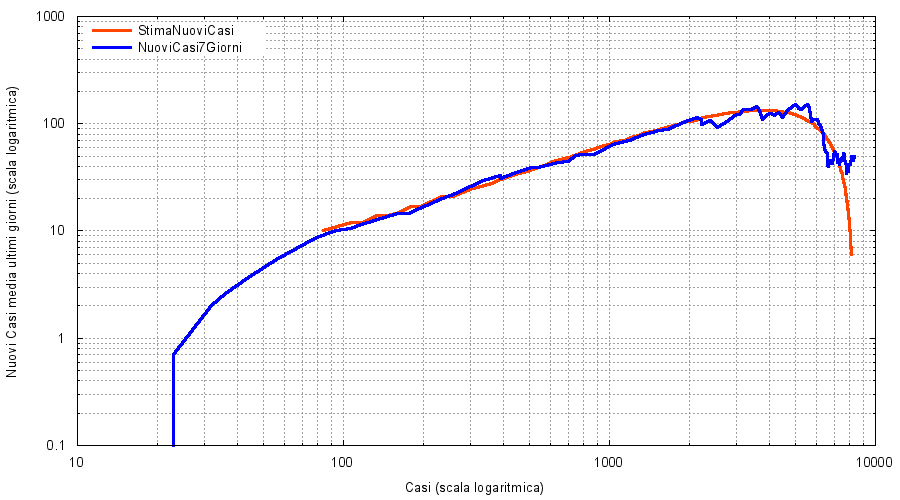 1000
StimaNuoviCasi
NuoviCasi7Giorni
100
10
1
0.1
Nuovi Casi media ultimi giorni (scala logaritmica)
10 100 1000 10000
Casi (scala logaritmica)